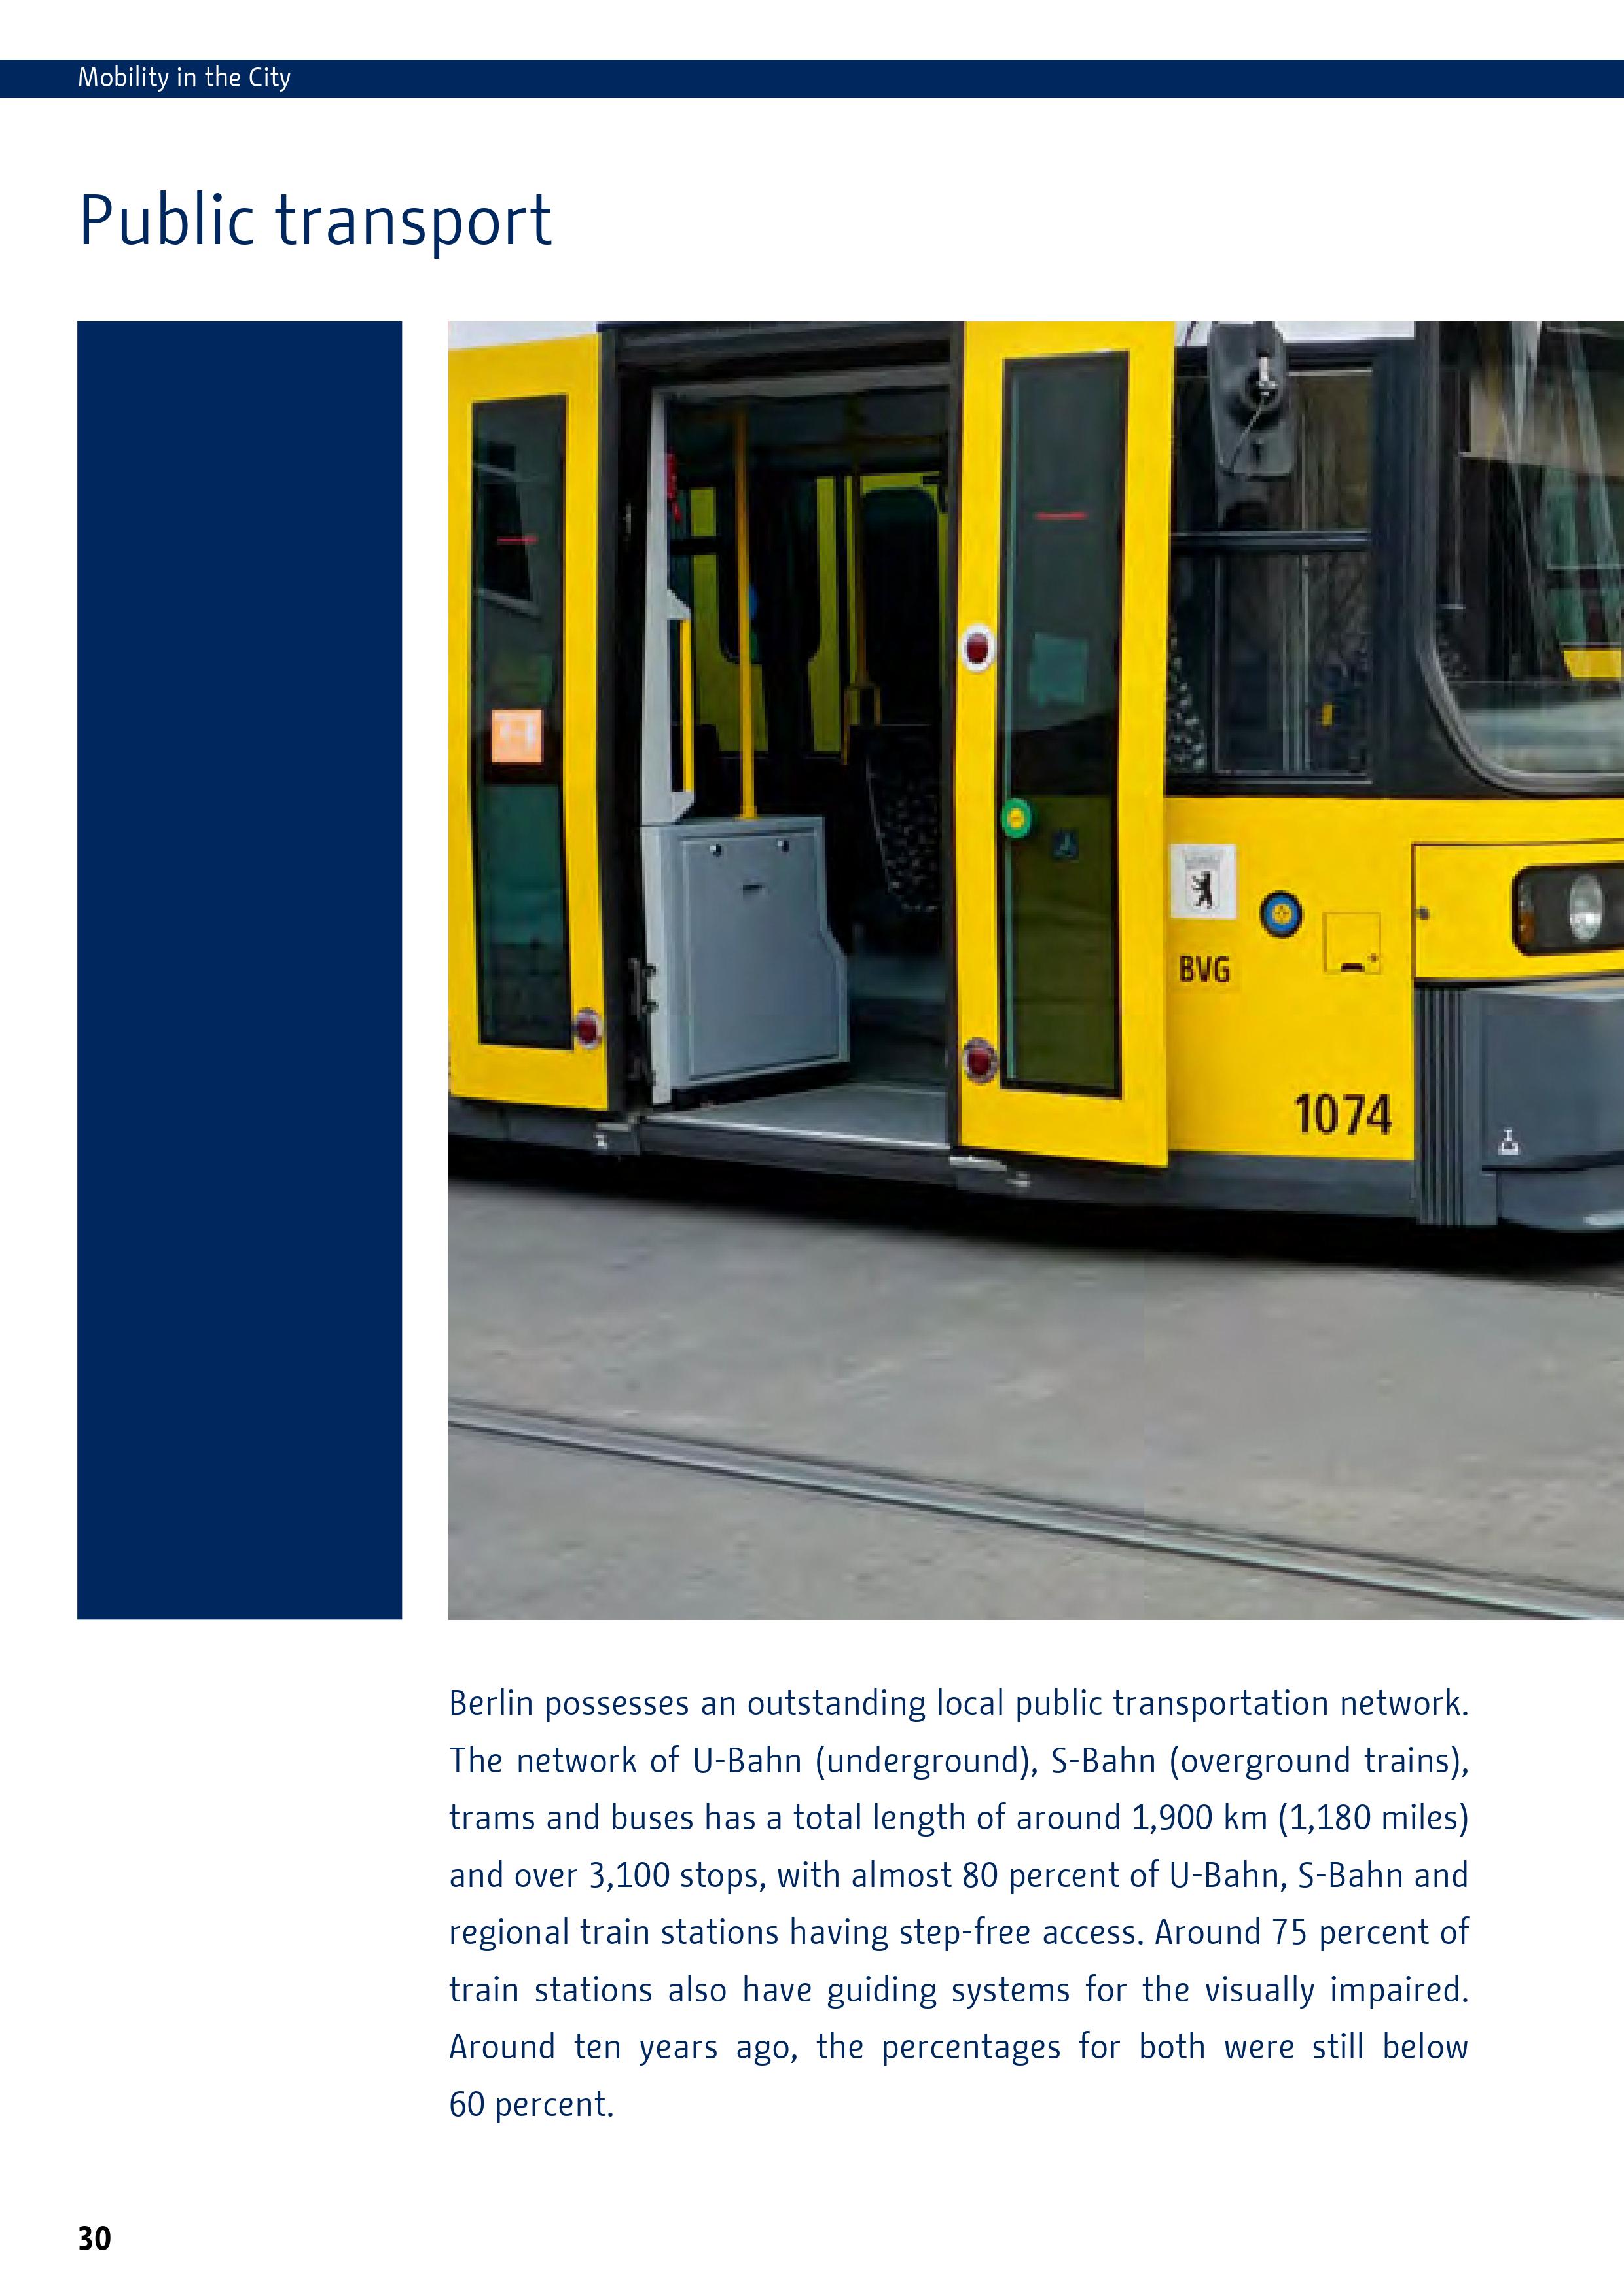 Mobility in the City
Public transport
BVG
1074
Berlin possesses an outstanding local public transportation network.
The network of U-Bahn (underground), S-Bahn (overground trains),
trams and buses has a total length of around 1,900 km (1,180 miles)
and over 3,100 stops, with almost 80 percent of U-Bahn, S-Bahn and
regional train stations having step-free access. Around 75 percent of
train stations also have guiding systems for the visually impaired.
Around ten years ago, the percentages for both were still below
60 percent.
30